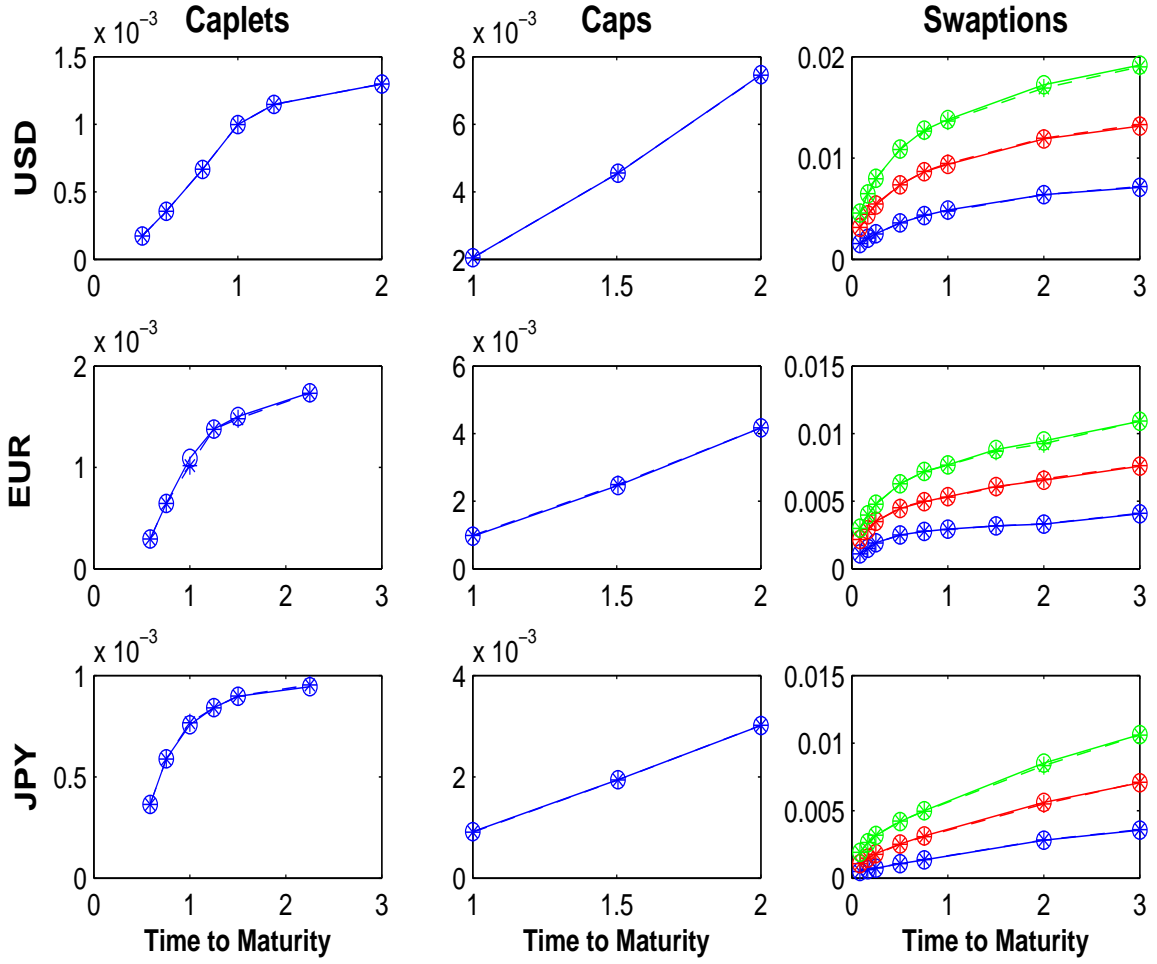 Caplets Caps Swaptions
x 10⁻³ x 10⁻³
USD
1.5 1 0.5 0
0 1 2
8 6 4 2
1 1.5 2
0.02 0.01 0
0 1 2 3
x 10⁻³ x 10⁻³
EUR
2 1 0
0 1 2 3
6 4 2 0
1 1.5 2
0.015 0.01 0.005 0
0 1 2 3
x 10⁻³ x 10⁻³
JPY
1 0.5 0
0 1 2 3
4 2 0
1 1.5 2
0.015 0.01 0.005 0
0 1 2 3
Time to Maturity Time to Maturity Time to Maturity